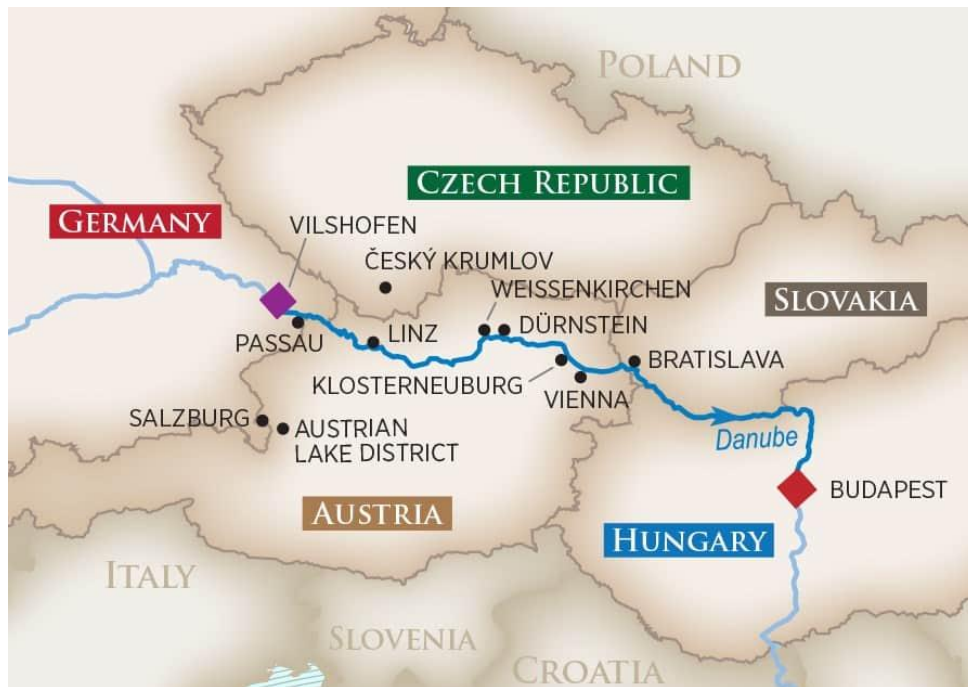 POLAND
CZECH REPUBLIC
GERMANY
VILSHOFEN
ČESKÝ KRUMLOV
WEISSENKIRCHEN
SLOVAKIA
PASSAU
LINZ
DÜRNSTEIN
BRATISLAVA
KLOSTERNEUBURG
VIENNA
SALZBURG
AUSTRIAN
LAKE DISTRICT
Danube
BUDAPEST
AUSTRIA
HUNGARY
ITALY
SLOVENIA
CROATIA